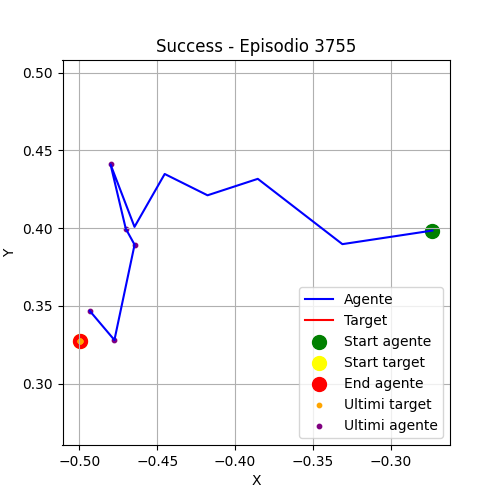 Success - Episodio 3755
0.50
0.45
0.40
0.35
0.30
Y
−0.50
−0.45
−0.40
−0.35
−0.30
X
Agente
Target
Start agente
Start target
End agente
Ultimi target
Ultimi agente